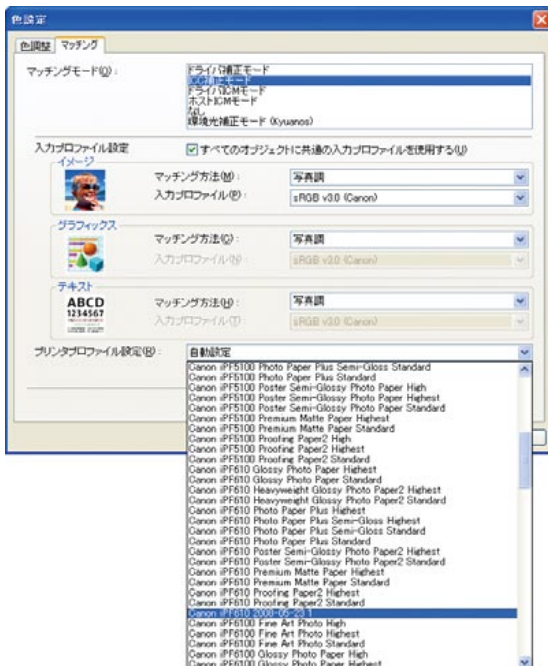 色設定
色調整 マッチング
マッチングモード(O):
ドライバ補正モード
ICC補正モード
ドライバICMモード
ホストICMモード
なし
環境光補正モード (Kyuanos)
入力プロファイル設定
すべてのオブジェクトに共通の入力プロファイルを使用する(U)
イメージ
マッチング方法(M): 写真調
入力プロファイル(P): sRGB v3.0 (Canon)
グラフィックス
マッチング方法(G): 写真調
入力プロファイル(N): sRGB v3.0 (Canon)
テキスト
ABCD
1234567
マッチング方法(H): 写真調
入力プロファイル(T): sRGB v3.0 (Canon)
プリンタプロファイル設定(R): 自動設定
Canon iPF5100 Photo Paper Plus Semi-Gloss Standard
Canon iPF5100 Photo Paper Plus Standard
Canon iPF5100 Poster Semi-Glossy Photo Paper High
Canon iPF5100 Poster Semi-Glossy Photo Paper Highest
Canon iPF5100 Poster Semi-Glossy Photo Paper Standard
Canon iPF5100 Premium Matte Paper Highest
Canon iPF5100 Premium Matte Paper Standard
Canon iPF5100 Proofing Paper2 High
Canon iPF5100 Proofing Paper2 Highest
Canon iPF5100 Proofing Paper2 Standard
Canon iPF610 Glossy Photo Paper Highest
Canon iPF610 Glossy Photo Paper Standard
Canon iPF610 Heavyweight Glossy Photo Paper2 Highest
Canon iPF610 Heavyweight Glossy Photo Paper2 Standard
Canon iPF610 Photo Paper Plus Highest
Canon iPF610 Photo Paper Plus Semi-Gloss Highest
Canon iPF610 Photo Paper Plus Semi-Gloss Standard
Canon iPF610 Photo Paper Plus Standard
Canon iPF610 Poster Semi-Glossy Photo Paper2 Highest
Canon iPF610 Poster Semi-Glossy Photo Paper2 Standard
Canon iPF610 Premium Matte Paper Highest
Canon iPF610 Premium Matte Paper Standard
Canon iPF610 Proofing Paper2 Highest
Canon iPF610 Proofing Paper2 Standard
Canon iPF610 2008-05-23 1
Canon iPF6100 Fine Art Photo High
Canon iPF6100 Fine Art Photo Highest
Canon iPF6100 Fine Art Photo Standard
Canon iPF6100 Glossy Photo Paper High
Canon iPF6100 Glossy Photo Paper Highest